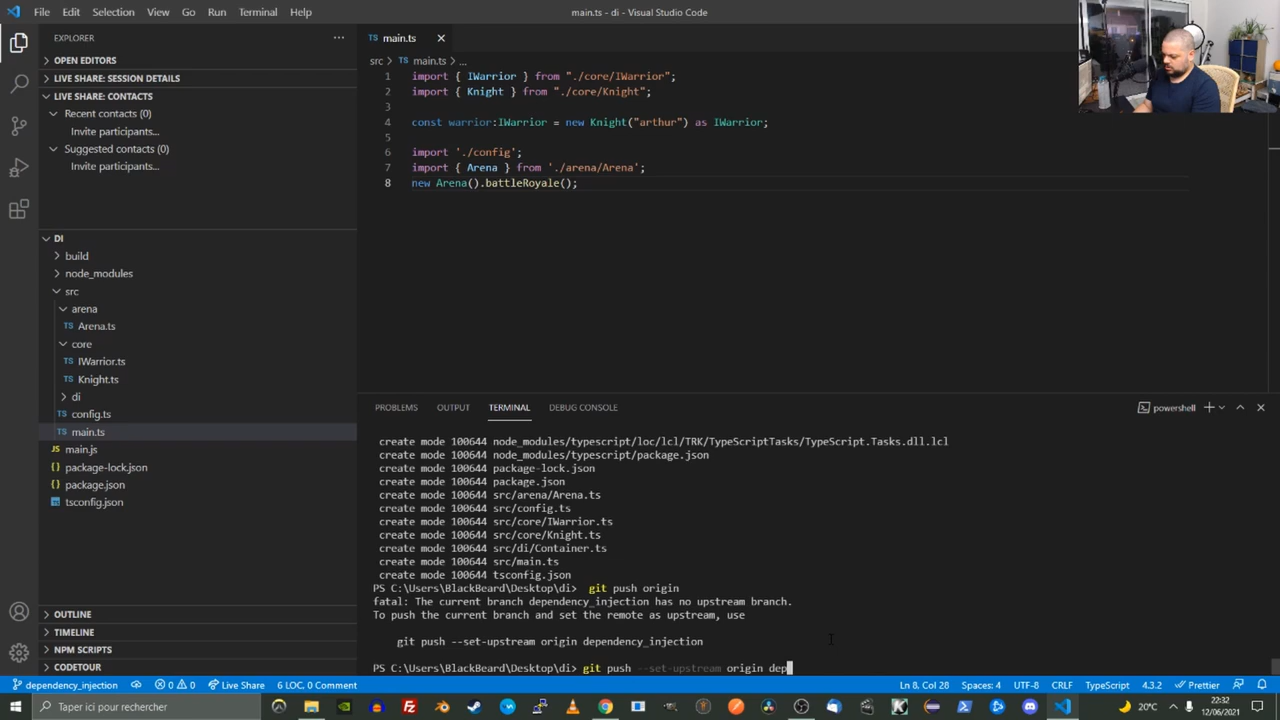 File Edit Selection View Go Run Terminal Help
main.ts - di - Visual Studio Code
EXPLORER
OPEN EDITORS
LIVE SHARE: SESSION DETAILS
LIVE SHARE: CONTACTS
Recent contacts (0)
Invite participants...
Suggested contacts (0)
Invite participants...
DI
build
node_modules
src
arena
TS Arena.ts
core
TS IWarrior.ts
TS Knight.ts
di
TS config.ts
TS main.ts
JS main.js
package-lock.json
package.json
tsconfig.json
OUTLINE
TIMELINE
NPM SCRIPTS
CODETOUR
TS main.ts
src > TS main.ts > ...
1 import { IWarrior } from "./core/IWarrior";
2 import { Knight } from "./core/Knight";
3
4 const warrior:IWarrior = new Knight("arthur") as IWarrior;
5
6 import './config';
7 import { Arena } from './arena/Arena';
8 new Arena().battleRoyale();
PROBLEMS OUTPUT TERMINAL DEBUG CONSOLE
powershell
create mode 100644 node_modules/typescript/loc/lcl/TRK/TypeScriptTasks/TypeScript.Tasks.dll.lcl
create mode 100644 node_modules/typescript/package.json
create mode 100644 package-lock.json
create mode 100644 package.json
create mode 100644 src/arena/Arena.ts
create mode 100644 src/config.ts
create mode 100644 src/core/IWarrior.ts
create mode 100644 src/core/Knight.ts
create mode 100644 src/di/Container.ts
create mode 100644 src/main.ts
create mode 100644 tsconfig.json
PS C:\Users\BlackBeard\Desktop\di> git push origin
fatal: The current branch dependency_injection has no upstream branch.
To push the current branch and set the remote as upstream, use
git push --set-upstream origin dependency_injection
PS C:\Users\BlackBeard\Desktop\di> git push --set-upstream origin dep
dependency_injection 0 0 Live Share 6 LOC, 0 COMMENT Ln 8, Col 28 Spaces: 4 UTF-8 CRLF TypeScript 4.3.2 Prettier
Taper ici pour rechercher
20°C
22:32
12/06/2021